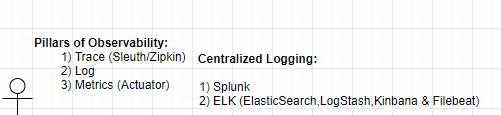 Pillars of Observability:
1) Trace (Sleuth/Zipkin)
2) Log
3) Metrics (Actuator)
Centralized Logging:
1) Splunk
2) ELK (ElasticSearch,LogStash,Kinbana & Filebeat)